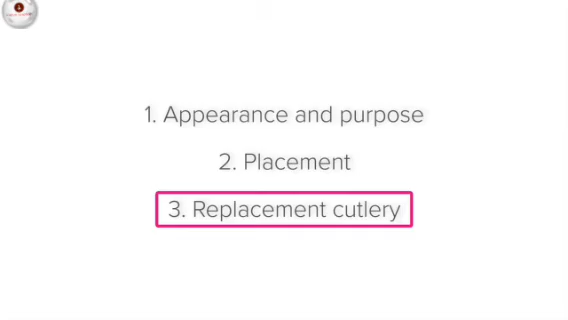 1. Appearance and purpose
2. Placement
3. Replacement cutlery